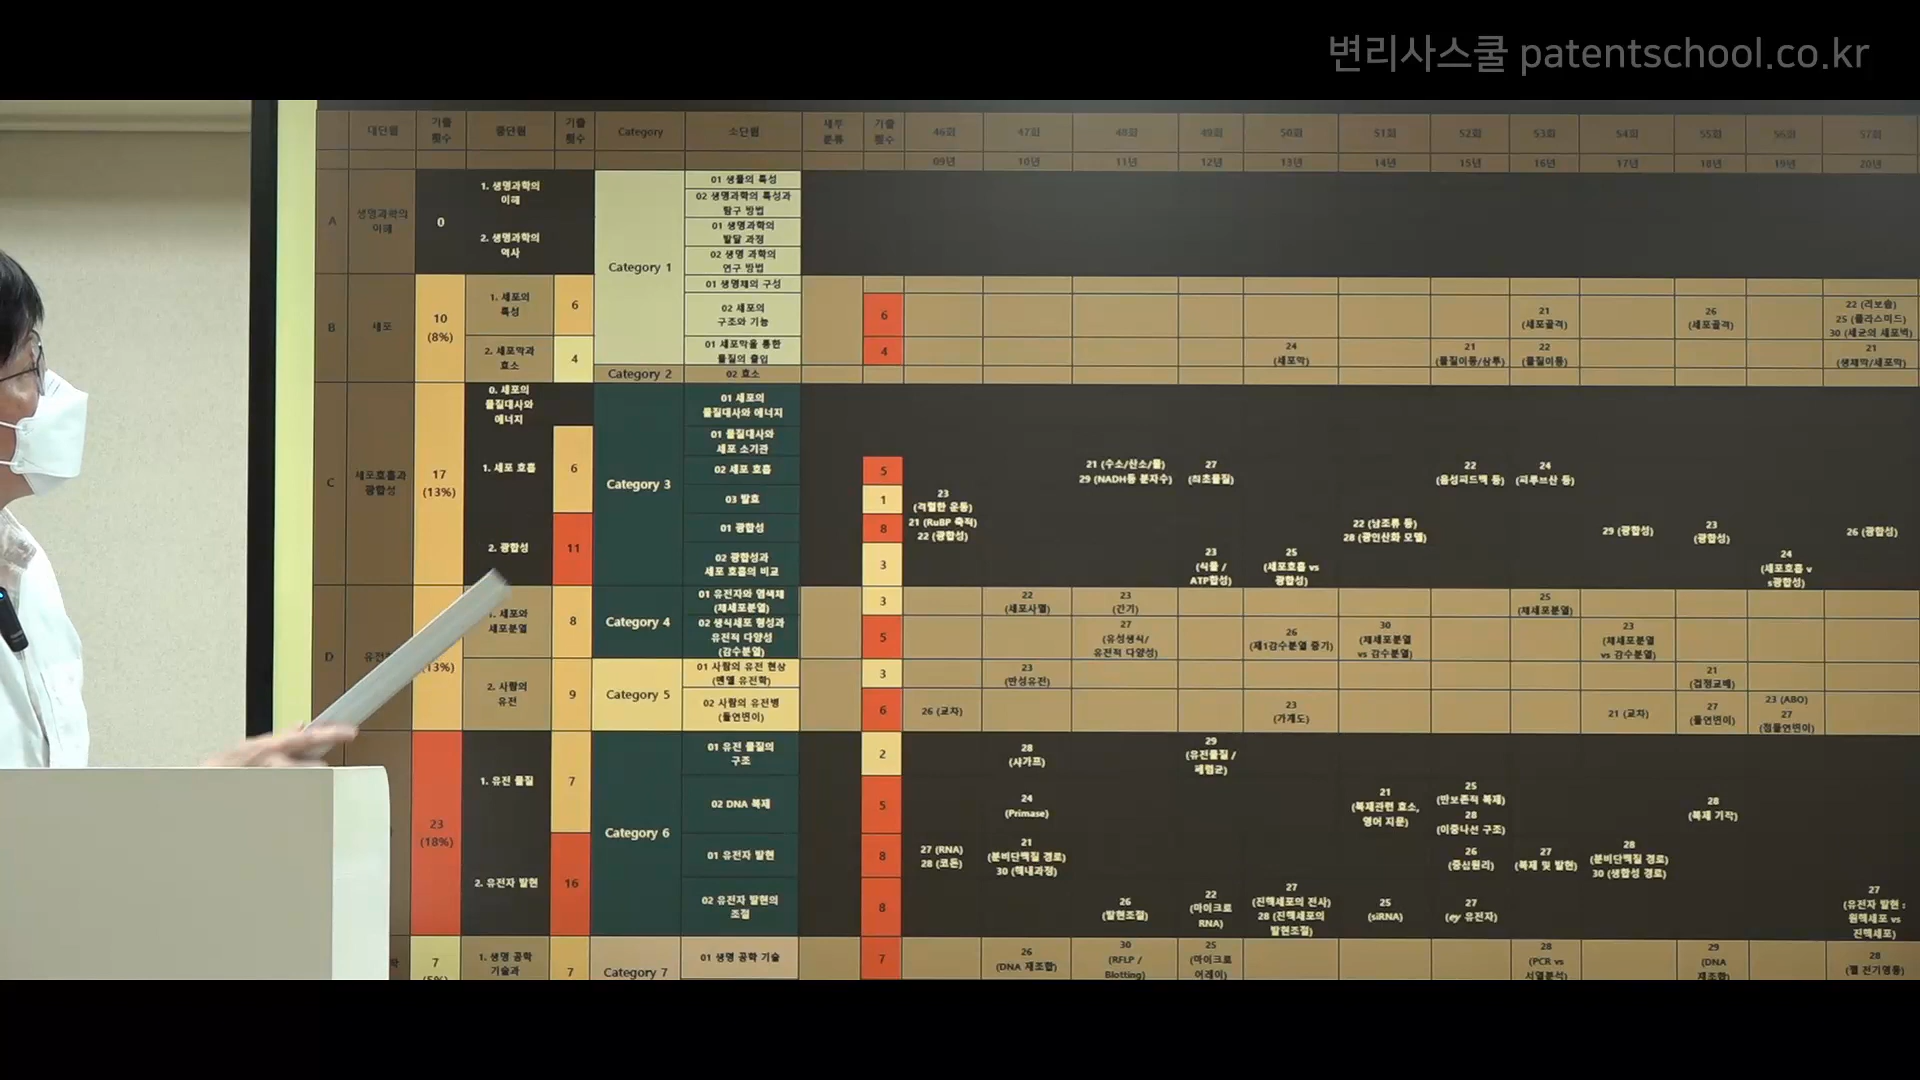 변리사스쿨 patentschool.co.kr
대단원
기출
횟수
중단원
기출
횟수
Category
소단원
세부
분류
기출
횟수
46회
47회
48회
49회
50회
51회
52회
53회
54회
55회
56회
57회
09년
10년
11년
12년
13년
14년
15년
16년
17년
18년
19년
20년
A
생명과학의
이해
0
1. 생명과학의
이해
2. 생명과학의
역사
Category 1
01 생물의 특성
02 생명과학의 특성과
탐구 방법
01 생명과학의
발달 과정
02 생명 과학의
연구 방법
B
세포
10
(8%)
1. 세포의
특성
6
01 생명체의 구성
02 세포의
구조와 기능
6
21
(세포골격)
26
(세포골격)
22 (리보솜)
25 (플라스미드)
30 (세균의 세포벽)
2. 세포막과
효소
4
01 세포막을 통한
물질의 출입
4
24
(세포막)
21
(물질이동/삼투)
22
(물질이동)
21
(생체막/세포막)
Category 2
02 효소
C
세포호흡과
광합성
17
(13%)
0. 세포의
물질대사와
에너지
Category 3
01 세포의
물질대사와 에너지
1. 세포 호흡
6
01 물질대사와
세포 소기관
02 세포 호흡
5
21 (수소/산소/물)
29 (NADH등 분자수)
27
(최초물질)
22
(음성피드백 등)
24
(피루브산 등)
03 발효
1
23
(격렬한 운동)
2. 광합성
11
01 광합성
8
21 (RuBP 축적)
22 (광합성)
22 (남조류 등)
28 (광인산화 모델)
29 (광합성)
23
(광합성)
26 (광합성)
02 광합성과
세포 호흡의 비교
3
23
(식물 /
ATP합성)
25
(세포호흡 vs
광합성)
24
(세포호흡 v
s광합성)
D
유전
(13%)
1. 세포와
세포분열
8
Category 4
01 유전자와 염색체
(체세포분열)
3
22
(세포사멸)
23
(간기)
25
(체세포분열)
02 생식세포 형성과
유전적 다양성
(감수분열)
5
27
(유성생식/
유전적 다양성)
26
(제1감수분열 중기)
30
(체세포분열
vs 감수분열)
23
(체세포분열
vs 감수분열)
2. 사람의
유전
9
Category 5
01 사람의 유전 현상
(멘델 유전학)
3
23
(반성유전)
21
(검정교배)
02 사람의 유전병
(돌연변이)
6
26 (교차)
23
(가계도)
21 (교차)
27
(돌연변이)
23 (ABO)
27
(점돌연변이)
23
(18%)
1. 유전 물질
7
Category 6
01 유전 물질의
구조
2
28
(샤가프)
29
(유전물질 /
폐렴균)
02 DNA 복제
5
24
(Primase)
21
(복제관련 효소,
영어 지문)
25
(반보존적 복제)
28
(이중나선 구조)
28
(복제 기작)
2. 유전자 발현
16
01 유전자 발현
8
27 (RNA)
28 (코돈)
21
(분비단백질 경로)
30 (핵내과정)
26
(중심원리)
27
(복제 및 발현)
28
(분비단백질 경로)
30 (생합성 경로)
02 유전자 발현의
조절
8
26
(발현조절)
22
(마이크로
RNA)
27
(진핵세포의 전사)
28 (진핵세포의
발현조절)
25
(siRNA)
27
(ey 유전자)
27
(유전자 발현 :
원핵세포 vs
진핵세포)
학
7
(5%)
1. 생명 공학
기술과
7
Category 7
01 생명 공학 기술
7
26
(DNA 재조합)
30
(RFLP /
Blotting)
25
(마이크로
어레이)
28
(PCR vs
서열분석)
29
(DNA
재조합)
28
(겔 전기영동)